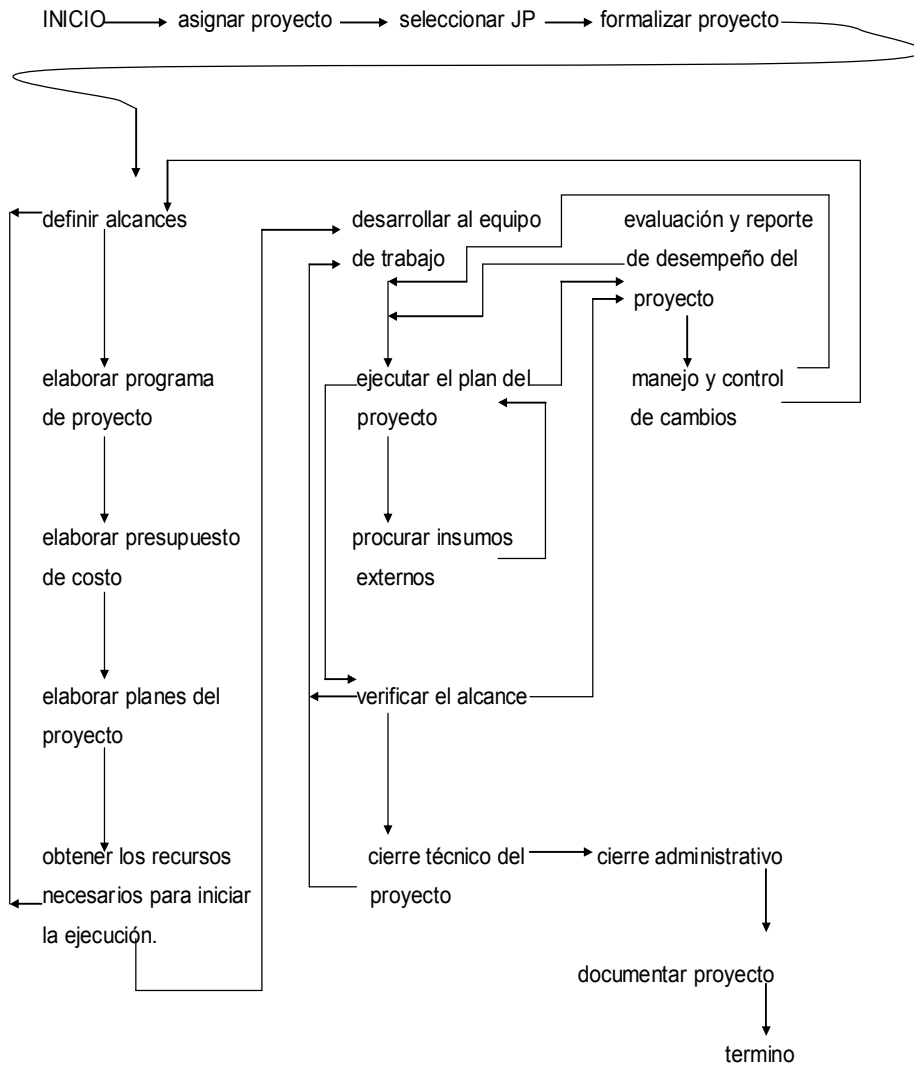 INICIO asignar proyecto seleccionar JP formalizar proyecto
definir alcances
elaborar programa
de proyecto
elaborar presupuesto
de costo
elaborar planes del
proyecto
obtener los recursos
necesarios para iniciar
la ejecución.
desarrollar al equipo
de trabajo
ejecutar el plan del
proyecto
procurar insumos
externos
verificar el alcance
cierre técnico del
proyecto
evaluación y reporte
de desempeño del
proyecto
manejo y control
de cambios
cierre administrativo
documentar proyecto
termino